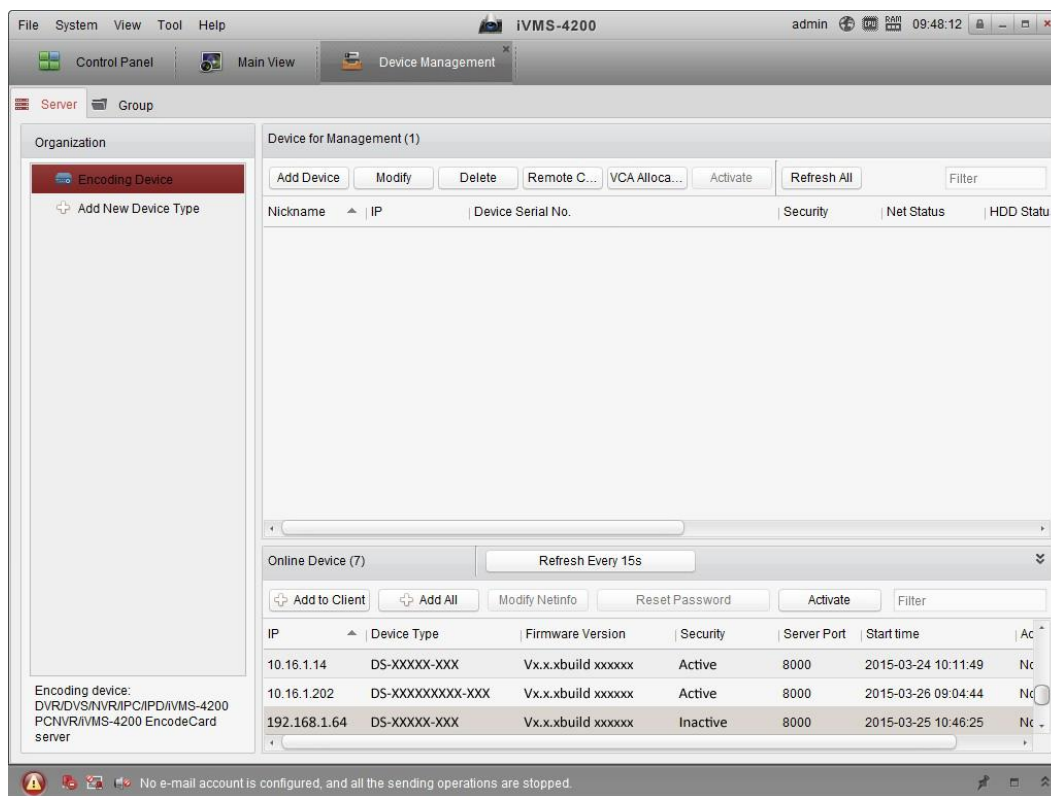 File System View Tool Help iVMS-4200 admin CPU RAM 09:48:12
Control Panel Main View Device Management
Server Group
Organization
Encoding Device
Add New Device Type
Encoding device:
DVR/DVS/NVR/IPC/IPD/iVMS-4200
PCNVR/iVMS-4200 EncodeCard
server
Device for Management (1)
Add Device Modify Delete Remote C... VCA Alloca... Activate Refresh All Filter
Nickname IP Device Serial No. Security Net Status HDD Statu
Online Device (7) Refresh Every 15s
Add to Client Add All Modify Netinfo Reset Password Activate Filter
IP Device Type Firmware Version Security Server Port Start time Ac
10.16.1.14 DS-XXXXX-XXX Vx.x.xbuild xxxxxx Active 8000 2015-03-24 10:11:49 Nc
10.16.1.202 DS-XXXXXXXXX-XXX Vx.x.xbuild xxxxxx Active 8000 2015-03-26 09:04:44 Nc
192.168.1.64 DS-XXXXX-XXX Vx.x.xbuild xxxxxx Inactive 8000 2015-03-25 10:46:25 Nc
No e-mail account is configured, and all the sending operations are stopped.